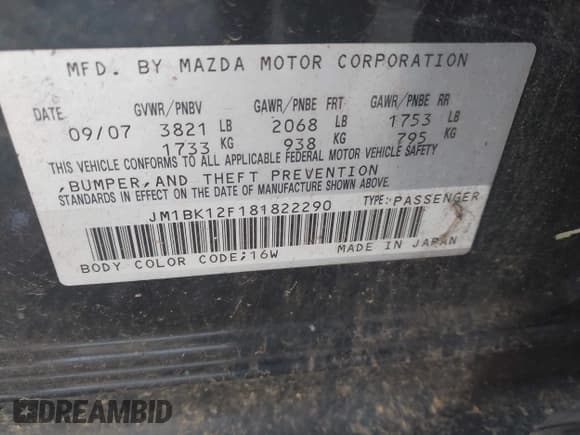 MFD. BY MAZDA MOTOR CORPORATION
DATE GVWR/PNBV GAWR/PNBE FRT GAWR/PNBE RR
09/07 3821 LB 2068 LB 1753 LB
1733 KG 938 KG 795 KG
THIS VEHICLE CONFORMS TO ALL APPLICABLE FEDERAL MOTOR VEHICLE SAFETY
,BUMPER,AND THEFT PREVENTION
STANDARDS IN EFFECT ON THE DATE OF MANUFACTURE SHOWN ABOVE.
JM1BK12F181822290 TYPE:PASSENGER
MADE IN JAPAN
BODY COLOR CODE;16W
DREAMBID